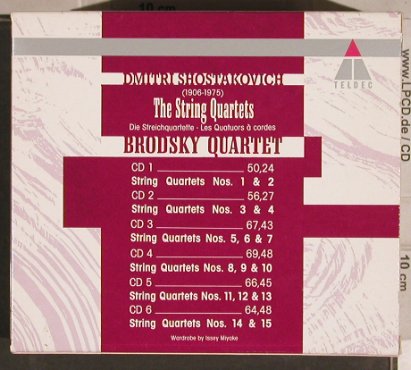 10 cm
TELDEC
DMITRI SHOSTAKOVICH
(1906-1975)
The String Quartets
Die Streichquartette - Les Quatuors à cordes
BRODSKY QUARTET
CD 1 50,24
String Quartets Nos. 1 & 2
CD 2 56,27
String Quartets Nos. 3 & 4
CD 3 67,43
String Quartets Nos. 5, 6 & 7
CD 4 69,48
String Quartets Nos. 8, 9 & 10
CD 5 66,45
String Quartets Nos. 11, 12 & 13
CD 6 64,48
String Quartets Nos. 14 & 15
Wardrobe by Issey Miyake
www.LPCD.de / CD
10 cm